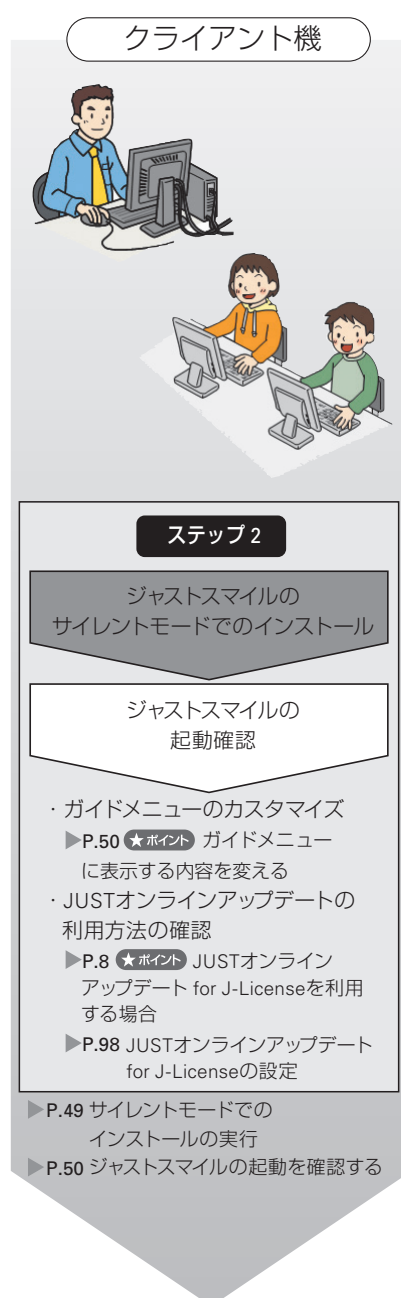 クライアント機
ステップ 2
ジャストスマイルの
サイレントモードでのインストール
ジャストスマイルの
起動確認
・ガイドメニューのカスタマイズ
▶P.50 ★ポイント ガイドメニュー
に表示する内容を変える
・JUSTオンラインアップデートの
利用方法の確認
▶P.8 ★ポイント JUSTオンライン
アップデート for J-Licenseを利用
する場合
▶P.98 JUSTオンラインアップデート
for J-Licenseの設定
▶P.49 サイレントモードでの
インストールの実行
▶P.50 ジャストスマイルの起動を確認する